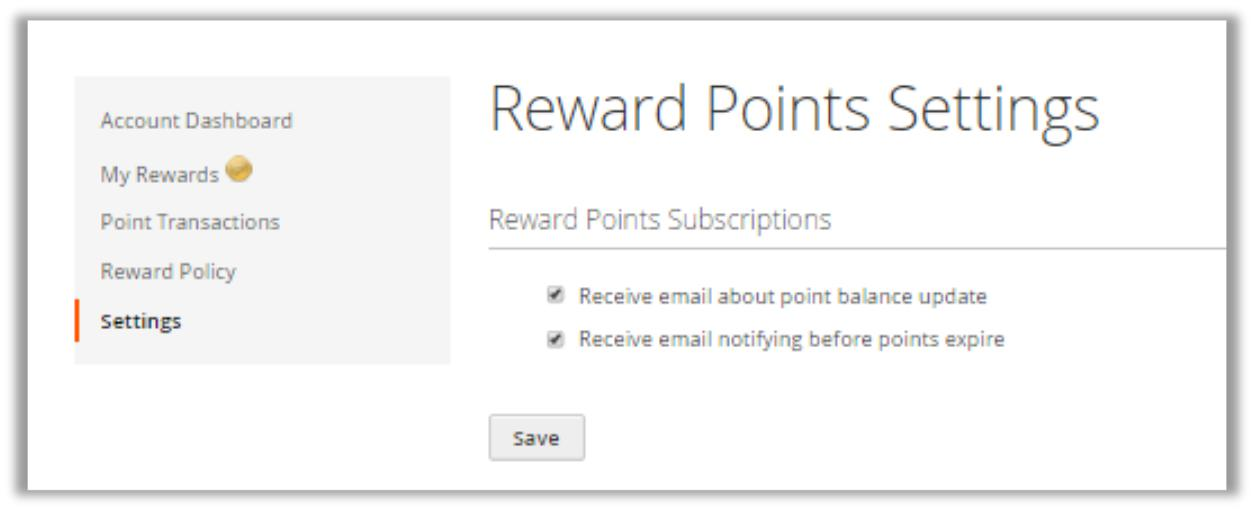 Account Dashboard
My Rewards
Point Transactions
Reward Policy
Settings
Reward Points Settings
Reward Points Subscriptions
Receive email about point balance update
Receive email notifying before points expire
Save